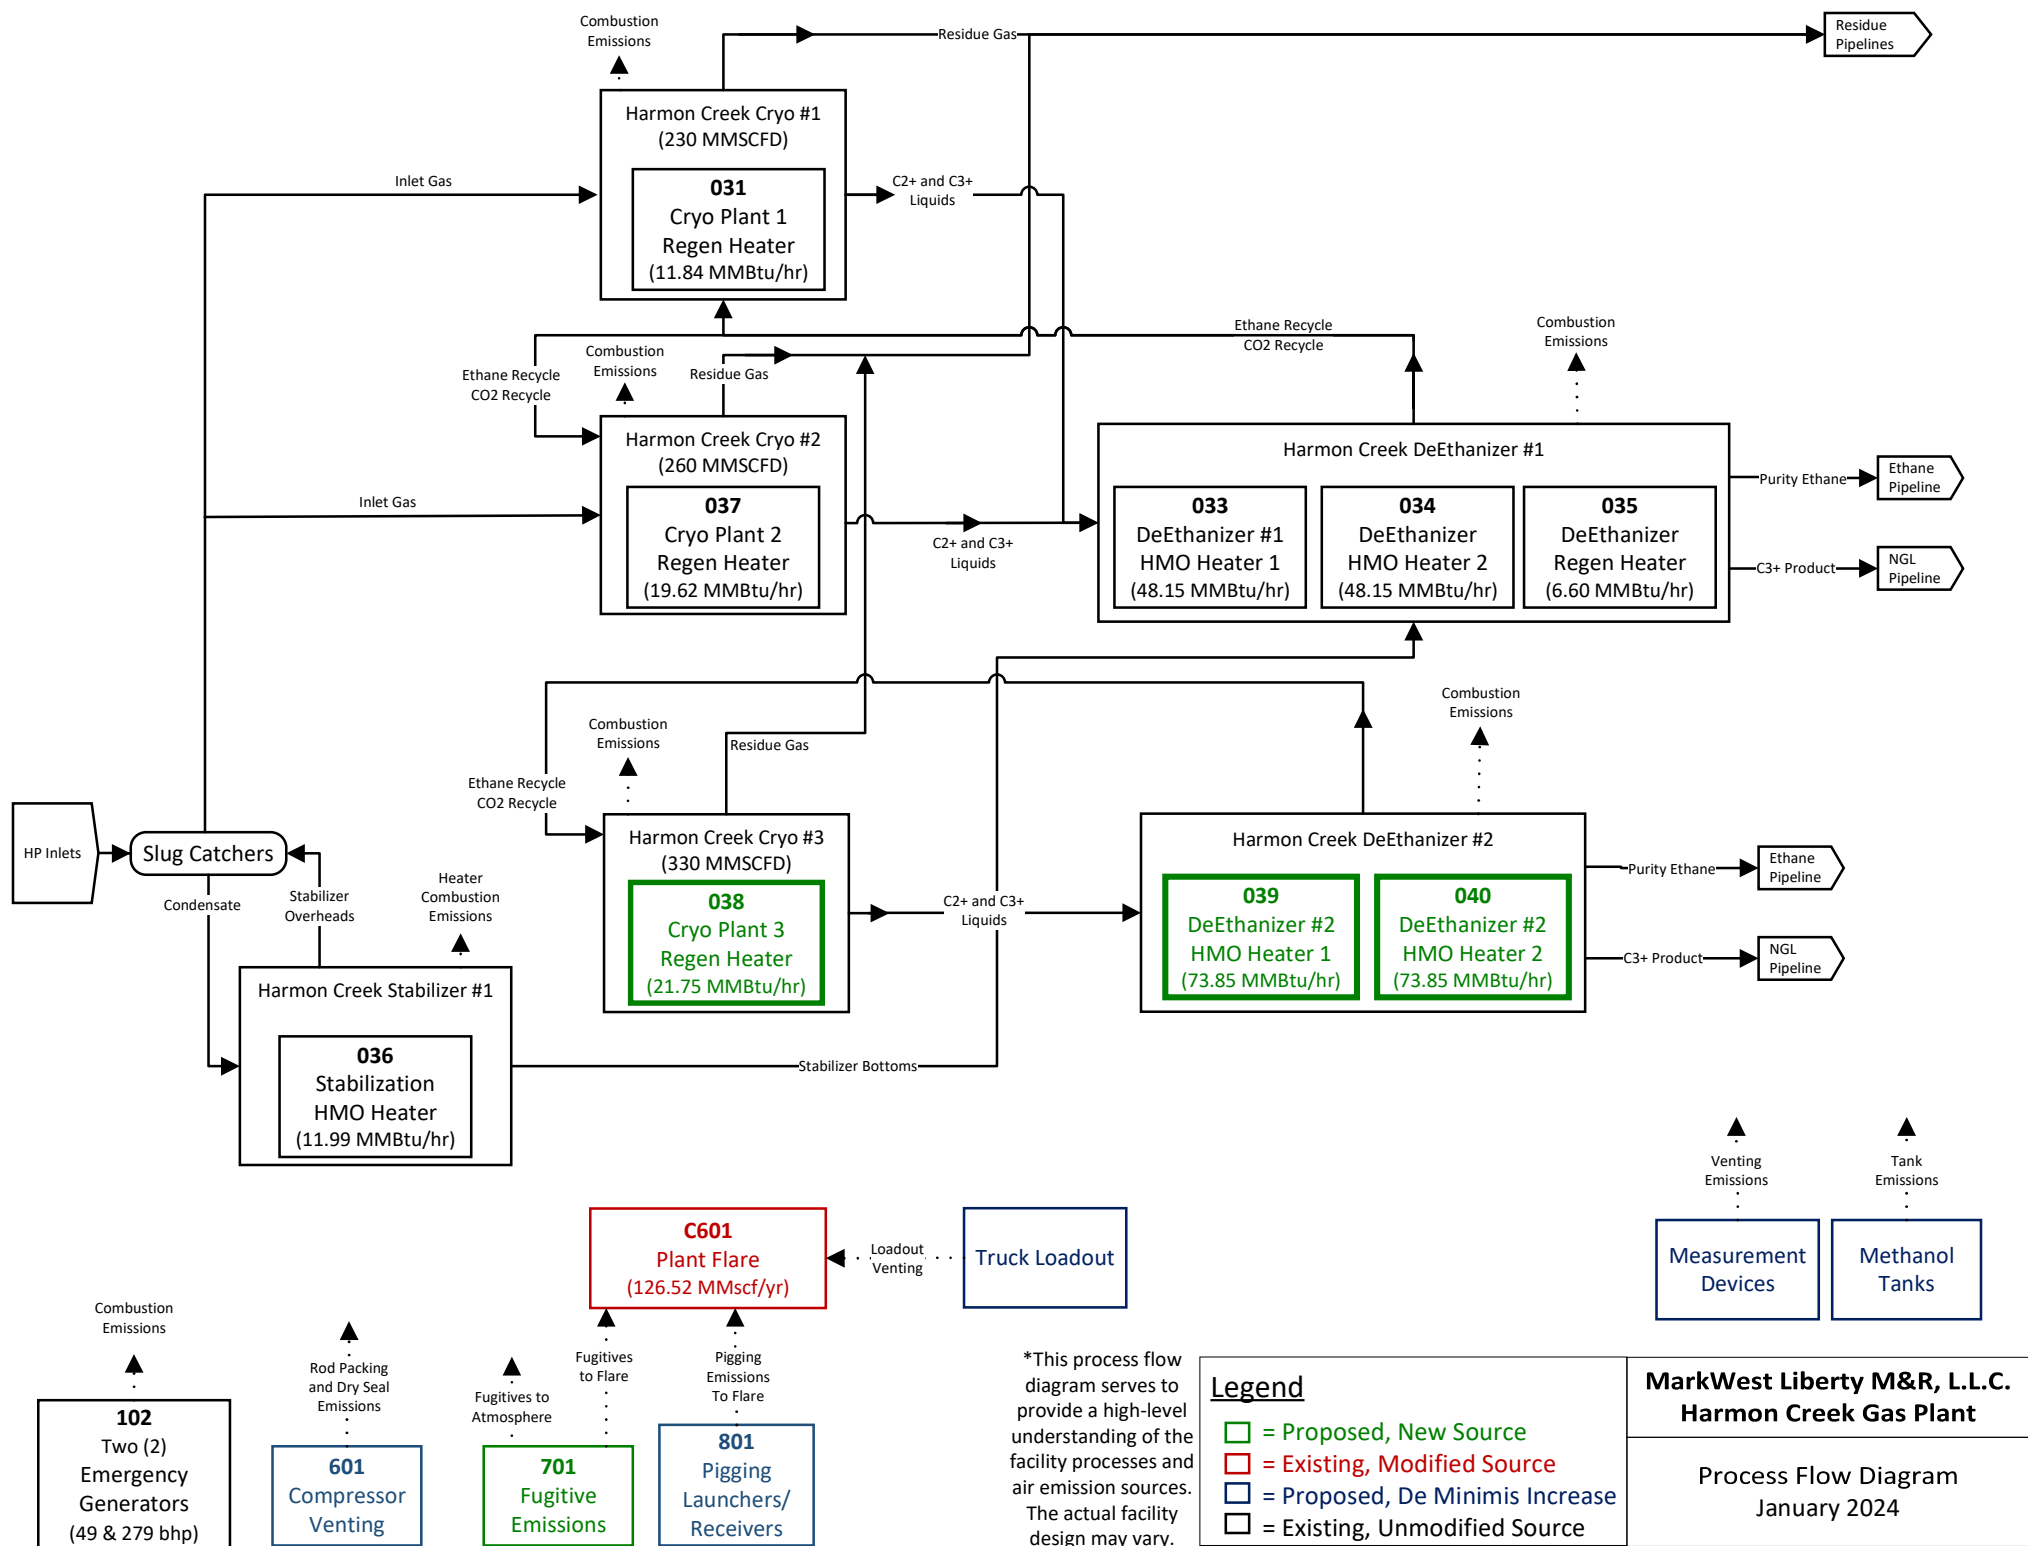 Combustion
Emissions
Residue Gas
Residue
Pipelines
Harmon Creek Cryo #1
(230 MMSCFD)
031
Cryo Plant 1
Regen Heater
(11.84 MMBtu/hr)
Inlet Gas
C2+ and C3+
Liquids
Ethane Recycle
CO2 Recycle
Combustion
Emissions
Combustion
Emissions
Ethane Recycle
CO2 Recycle
Residue Gas
Harmon Creek Cryo #2
(260 MMSCFD)
037
Cryo Plant 2
Regen Heater
(19.62 MMBtu/hr)
Inlet Gas
C2+ and C3+
Liquids
Harmon Creek DeEthanizer #1
033
DeEthanizer #1
HMO Heater 1
(48.15 MMBtu/hr)
034
DeEthanizer
HMO Heater 2
(48.15 MMBtu/hr)
035
DeEthanizer
Regen Heater
(6.60 MMBtu/hr)
Purity Ethane
Ethane
Pipeline
C3+ Product
NGL
Pipeline
Combustion
Emissions
Residue Gas
Ethane Recycle
CO2 Recycle
Combustion
Emissions
HP Inlets
Slug Catchers
Condensate
Stabilizer
Overheads
Heater
Combustion
Emissions
Harmon Creek Cryo #3
(330 MMSCFD)
038
Cryo Plant 3
Regen Heater
(21.75 MMBtu/hr)
C2+ and C3+
Liquids
Harmon Creek DeEthanizer #2
039
DeEthanizer #2
HMO Heater 1
(73.85 MMBtu/hr)
040
DeEthanizer #2
HMO Heater 2
(73.85 MMBtu/hr)
Purity Ethane
Ethane
Pipeline
C3+ Product
NGL
Pipeline
Harmon Creek Stabilizer #1
036
Stabilization
HMO Heater
(11.99 MMBtu/hr)
Stabilizer Bottoms
Venting
Emissions
Tank
Emissions
Measurement
Devices
Methanol
Tanks
C601
Plant Flare
(126.52 MMscf/yr)
Loadout
Venting
Truck Loadout
Combustion
Emissions
102
Two (2)
Emergency
Generators
(49 & 279 bhp)
Rod Packing
and Dry Seal
Emissions
601
Compressor
Venting
Fugitives to
Atmosphere
Fugitives
to Flare
701
Fugitive
Emissions
Pigging
Emissions
To Flare
801
Pigging
Launchers/
Receivers
*This process flow
diagram serves to
provide a high-level
understanding of the
facility processes and
air emission sources.
The actual facility
design may vary.
Legend
= Proposed, New Source
= Existing, Modified Source
= Proposed, De Minimis Increase
= Existing, Unmodified Source
MarkWest Liberty M&R, L.L.C.
Harmon Creek Gas Plant
Process Flow Diagram
January 2024